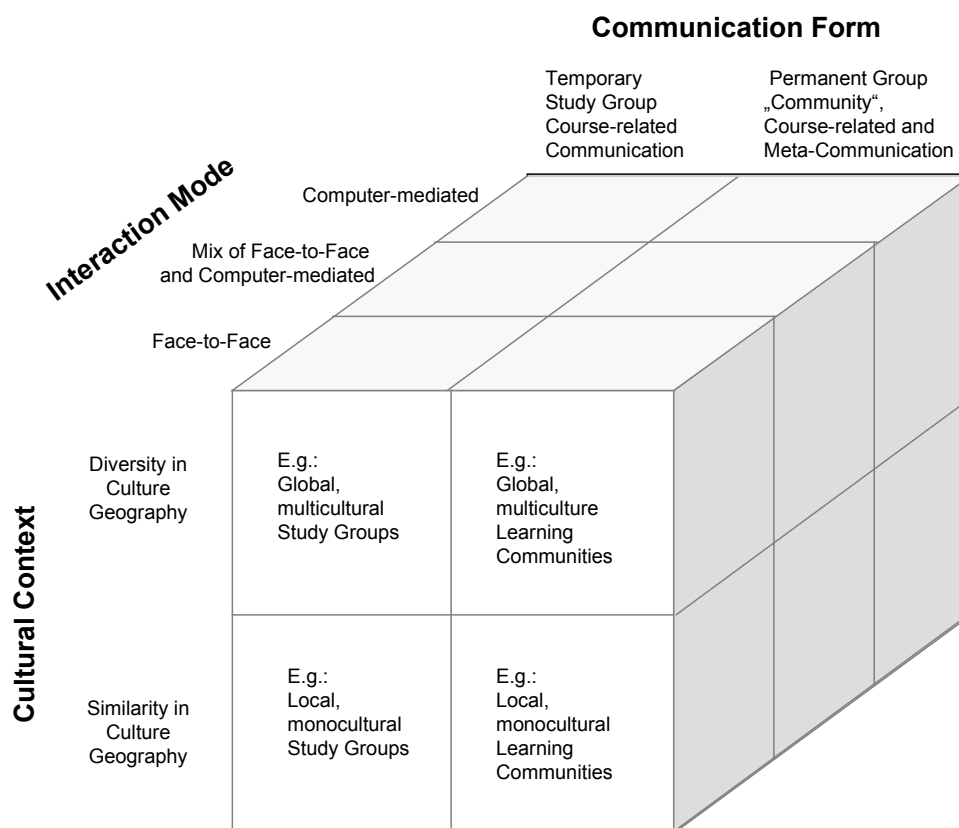 Communication Form
Temporary
Study Group
Course-related
Communication
Permanent Group
„Community“,
Course-related and
Meta-Communication
Interaction Mode
Computer-mediated
Mix of Face-to-Face
and Computer-mediated
Face-to-Face
Cultural Context
Diversity in
Culture
Geography
E.g.:
Global,
multicultural
Study Groups
E.g.:
Global,
multiculture
Learning
Communities
Similarity in
Culture
Geography
E.g.:
Local,
monocultural
Study Groups
E.g.:
Local,
monocultural
Learning
Communities